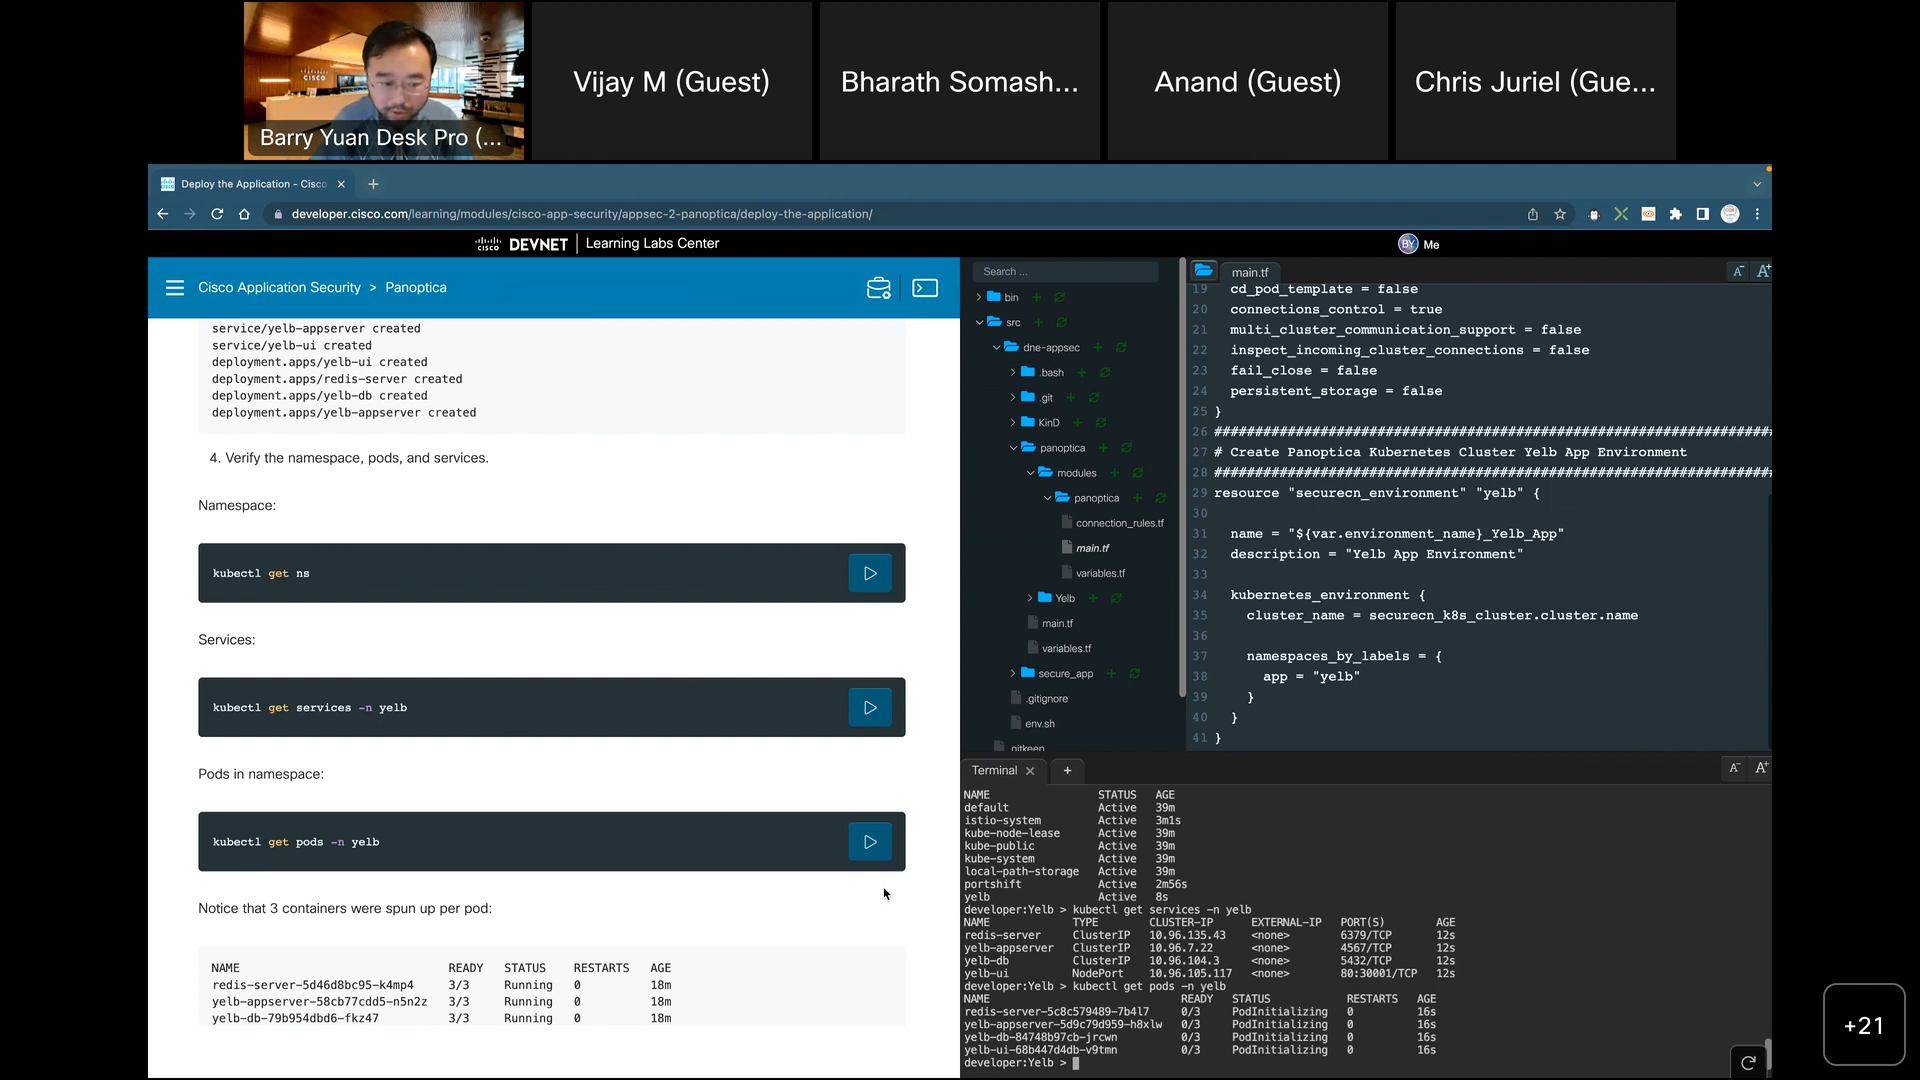 Barry Yuan Desk Pro (...
Vijay M (Guest)
Bharath Somash...
Anand (Guest)
Chris Juriel (Gue...
Deploy the Application - Cisco
developer.cisco.com/learning/modules/cisco-app-security/appsec-2-panoptica/deploy-the-application/
CISCO DEVNET | Learning Labs Center
BY Me
Cisco Application Security > Panoptica
service/yelb-appserver created
service/yelb-ui created
deployment.apps/yelb-ui created
deployment.apps/redis-server created
deployment.apps/yelb-db created
deployment.apps/yelb-appserver created
4. Verify the namespace, pods, and services.
Namespace:
kubectl get ns
Services:
kubectl get services -n yelb
Pods in namespace:
kubectl get pods -n yelb
Notice that 3 containers were spun up per pod:
NAME READY STATUS RESTARTS AGE
redis-server-5d46d8bc95-k4mp4 3/3 Running 0 18m
yelb-appserver-58cb77cdd5-n5n2z 3/3 Running 0 18m
yelb-db-79b954dbd6-fkz47 3/3 Running 0 18m
Search ...
bin
src
dne-appsec
.bash
.git
KinD
panoptica
modules
panoptica
connection_rules.tf
main.tf
variables.tf
Yelb
main.tf
variables.tf
secure_app
.gitignore
env.sh
.gitkeep
main.tf
A- A+
19 cd_pod_template = false
20 connections_control = true
21 multi_cluster_communication_support = false
22 inspect_incoming_cluster_connections = false
23 fail_close = false
24 persistent_storage = false
25 }
26 ####################################################################
27 # Create Panoptica Kubernetes Cluster Yelb App Environment
28 ####################################################################
29 resource "securecn_environment" "yelb" {
30
31 name = "${var.environment_name}_Yelb_App"
32 description = "Yelb App Environment"
33
34 kubernetes_environment {
35 cluster_name = securecn_k8s_cluster.cluster.name
36
37 namespaces_by_labels = {
38 app = "yelb"
39 }
40 }
41 }
Terminal
A- A+
NAME STATUS AGE
default Active 39m
istio-system Active 3m1s
kube-node-lease Active 39m
kube-public Active 39m
kube-system Active 39m
local-path-storage Active 39m
portshift Active 2m56s
yelb Active 8s
developer:Yelb > kubectl get services -n yelb
NAME TYPE CLUSTER-IP EXTERNAL-IP PORT(S) AGE
redis-server ClusterIP 10.96.135.43 <none> 6379/TCP 12s
yelb-appserver ClusterIP 10.96.7.22 <none> 4567/TCP 12s
yelb-db ClusterIP 10.96.104.3 <none> 5432/TCP 12s
yelb-ui NodePort 10.96.105.117 <none> 80:30001/TCP 12s
developer:Yelb > kubectl get pods -n yelb
NAME READY STATUS RESTARTS AGE
redis-server-5c8c579489-7b4l7 0/3 PodInitializing 0 16s
yelb-appserver-5d9c79d959-h8xlw 0/3 PodInitializing 0 16s
yelb-db-84748b97cb-jrcwn 0/3 PodInitializing 0 16s
yelb-ui-68b447d4db-v9tmn 0/3 PodInitializing 0 16s
developer:Yelb >
+21